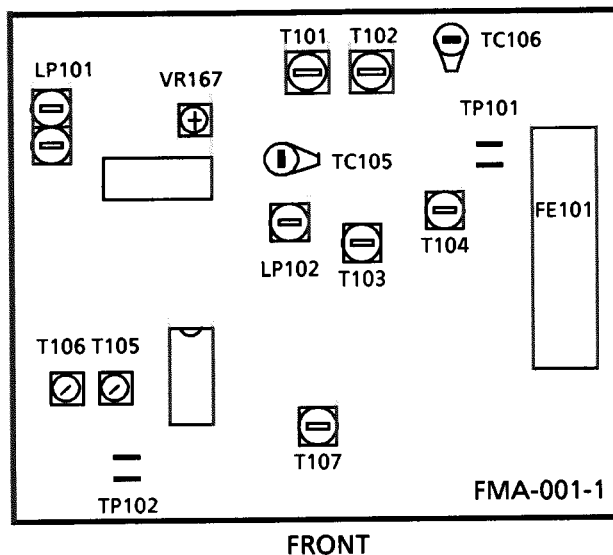 T101 T102 TC106
LP101
VR167
TP101
TC105
FE101
LP102 T103 T104
T106 T105
T107
TP102
FMA-001-1
FRONT